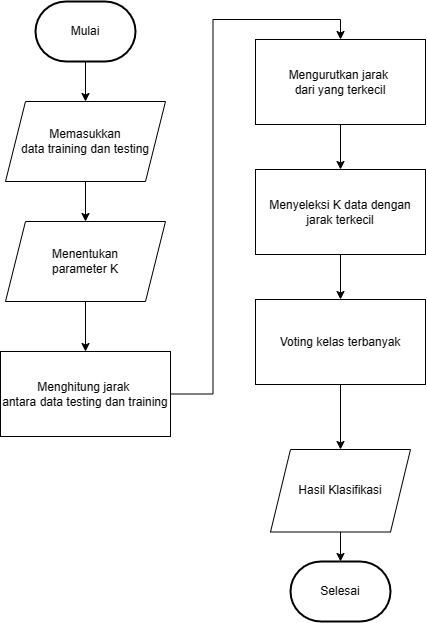 Mulai
Memasukkan
data training dan testing
Menentukan
parameter K
Menghitung jarak
antara data testing dan training
Mengurutkan jarak
dari yang terkecil
Menyeleksi K data dengan
jarak terkecil
Voting kelas terbanyak
Hasil Klasifikasi
Selesai